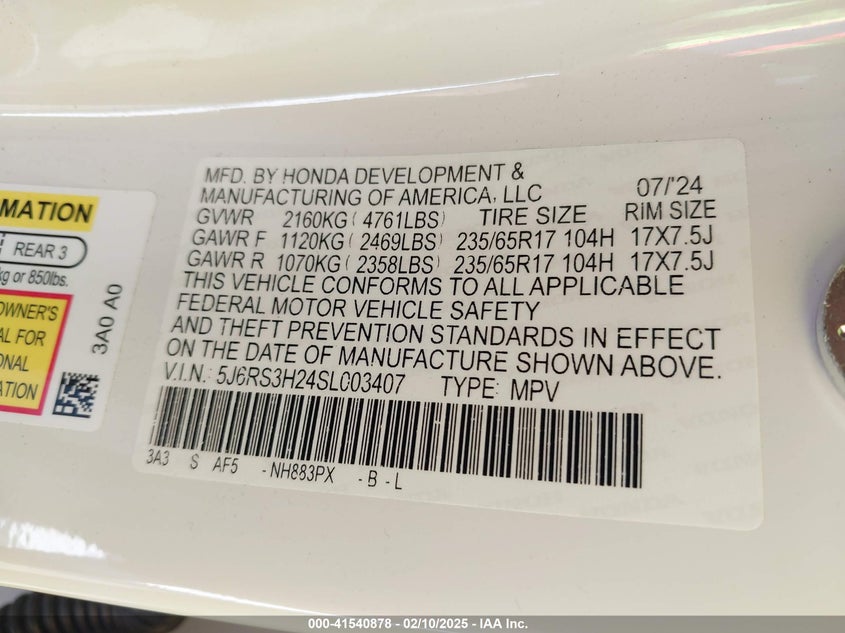 MFD. BY HONDA DEVELOPMENT &
MANUFACTURING OF AMERICA, LLC 07/'24
GVWR 2160KG (4761LBS) TIRE SIZE RIM SIZE
GAWR F 1120KG (2469LBS) 235/65R17 104H 17X7.5J
GAWR R 1070KG (2358LBS) 235/65R17 104H 17X7.5J
THIS VEHICLE CONFORMS TO ALL APPLICABLE
FEDERAL MOTOR VEHICLE SAFETY
AND THEFT PREVENTION STANDARDS IN EFFECT
ON THE DATE OF MANUFACTURE SHOWN ABOVE.
V.I.N.: 5J6RS3H24SL003407 TYPE: MPV
3A3 S AF5 -NH883PX -B-L
MATION
REAR 3
kg or 850lbs.
OWNER'S
AL FOR
ONAL
MATION
3A0 A0
000-41540878 - 02/10/2025 - IAA Inc.